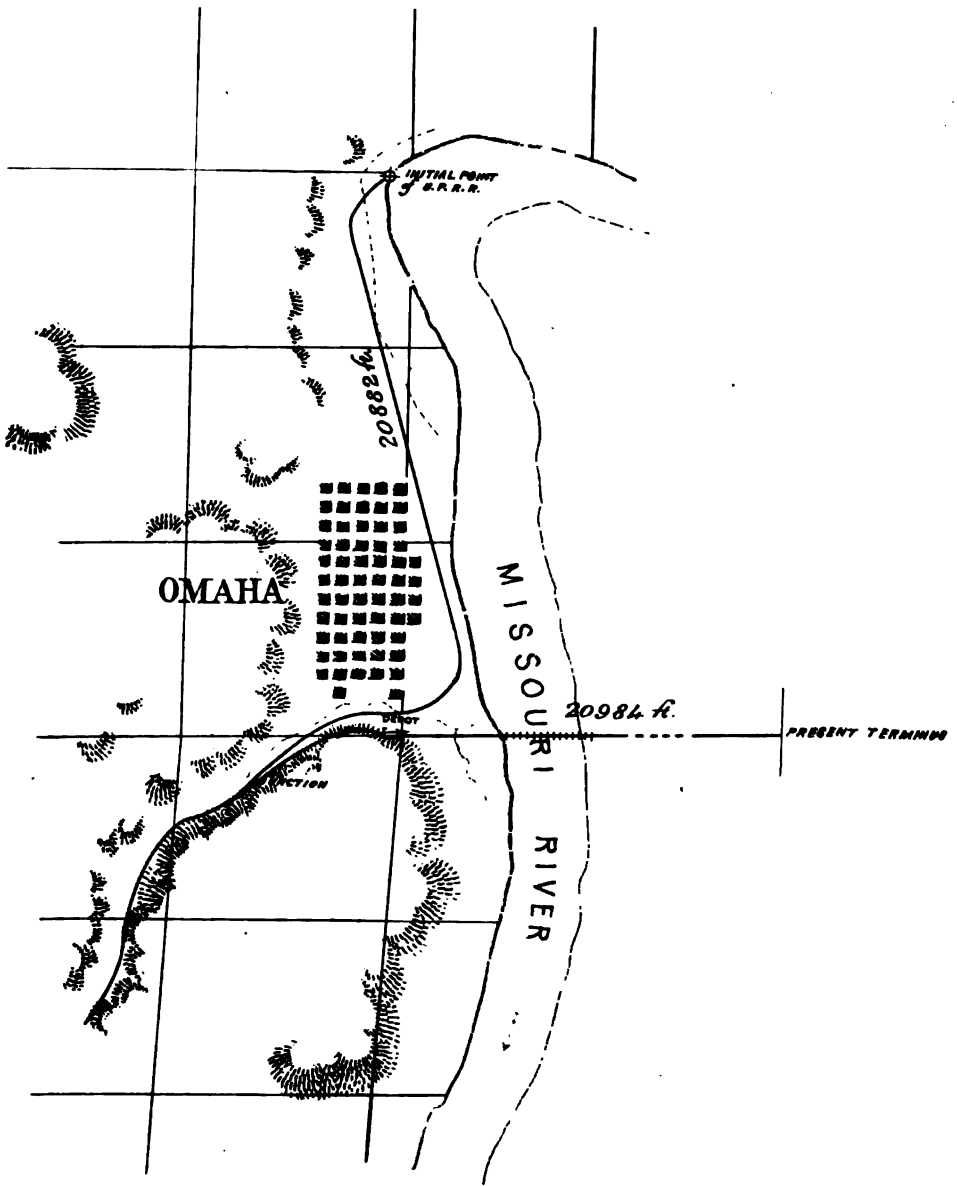 INITIAL POINT
of U.P.R.R.
20882 ft.
OMAHA
MISSOURI RIVER
20984 ft.
DEPOT
PRESENT TERMINUS